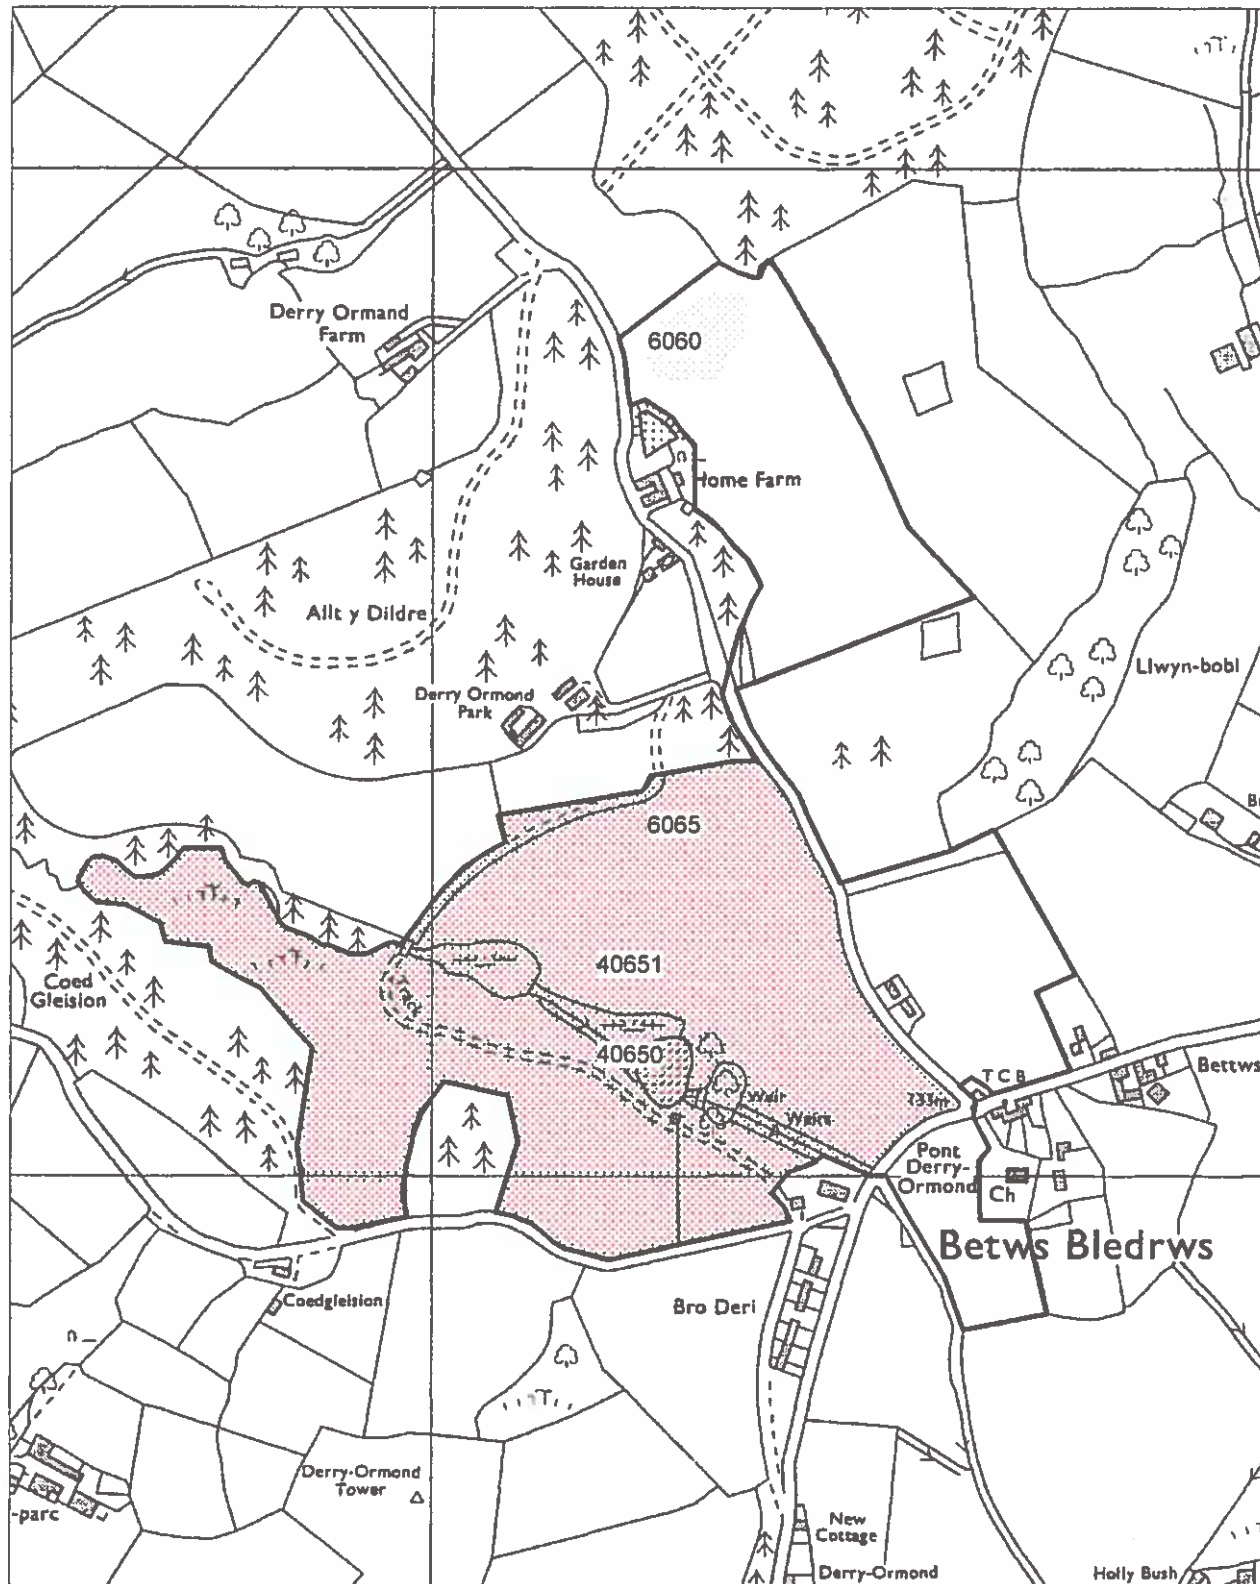 Derry Ormand
Farm
6060
Home Farm
Garden
House
Allt y Dildre
Llwyn-bobl
Derry Ormond
Park
6065
40651
Coed
Gleision
Track
40650
Weir
Weirs
T C B
Bettws
733m
Pont
Derry-
Ormond
Ch
Betws Bledrws
Coedgleision
Bro Deri
Derry-Ormond
Tower
-parc
New
Cottage
Derry-Ormond
Holly Bush